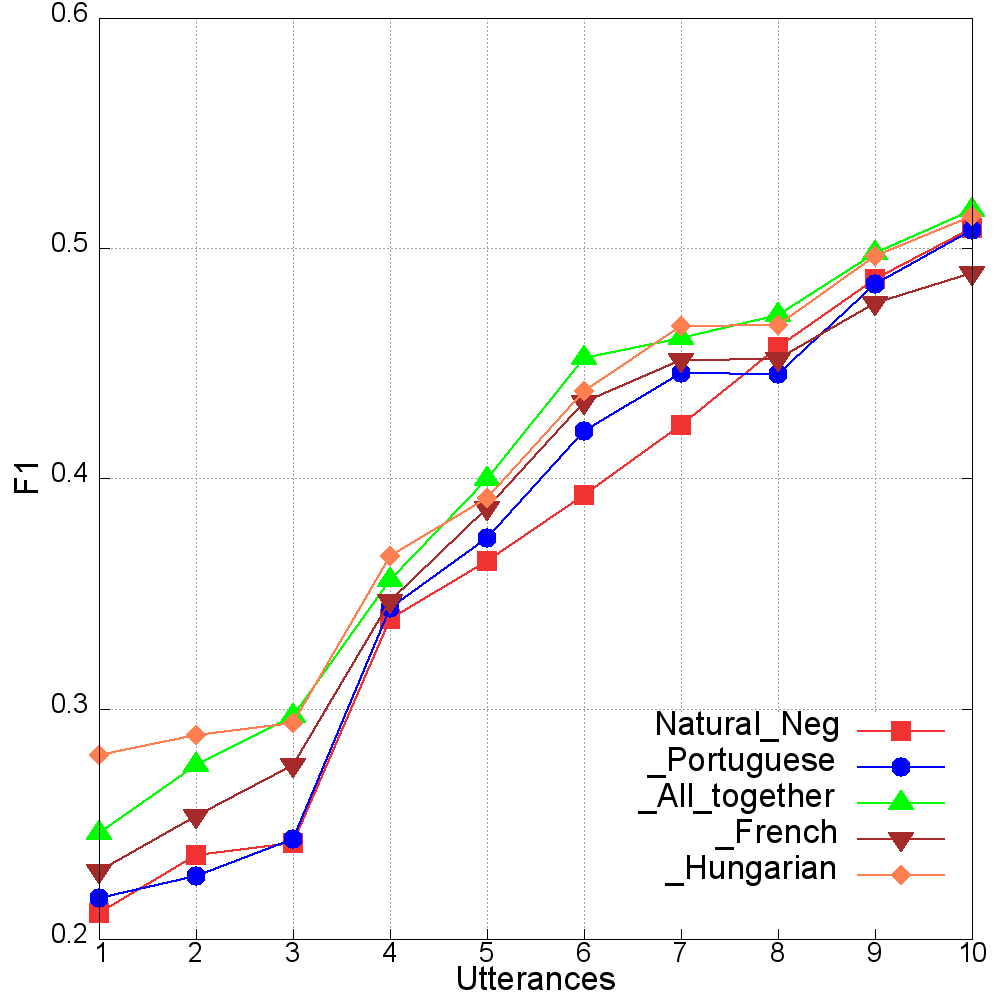 0.6
0.5
0.4
0.3
0.2
F1
1 2 3 4 5 6 7 8 9 10
Utterances
Natural_Neg
_Portuguese
_All_together
_French
_Hungarian